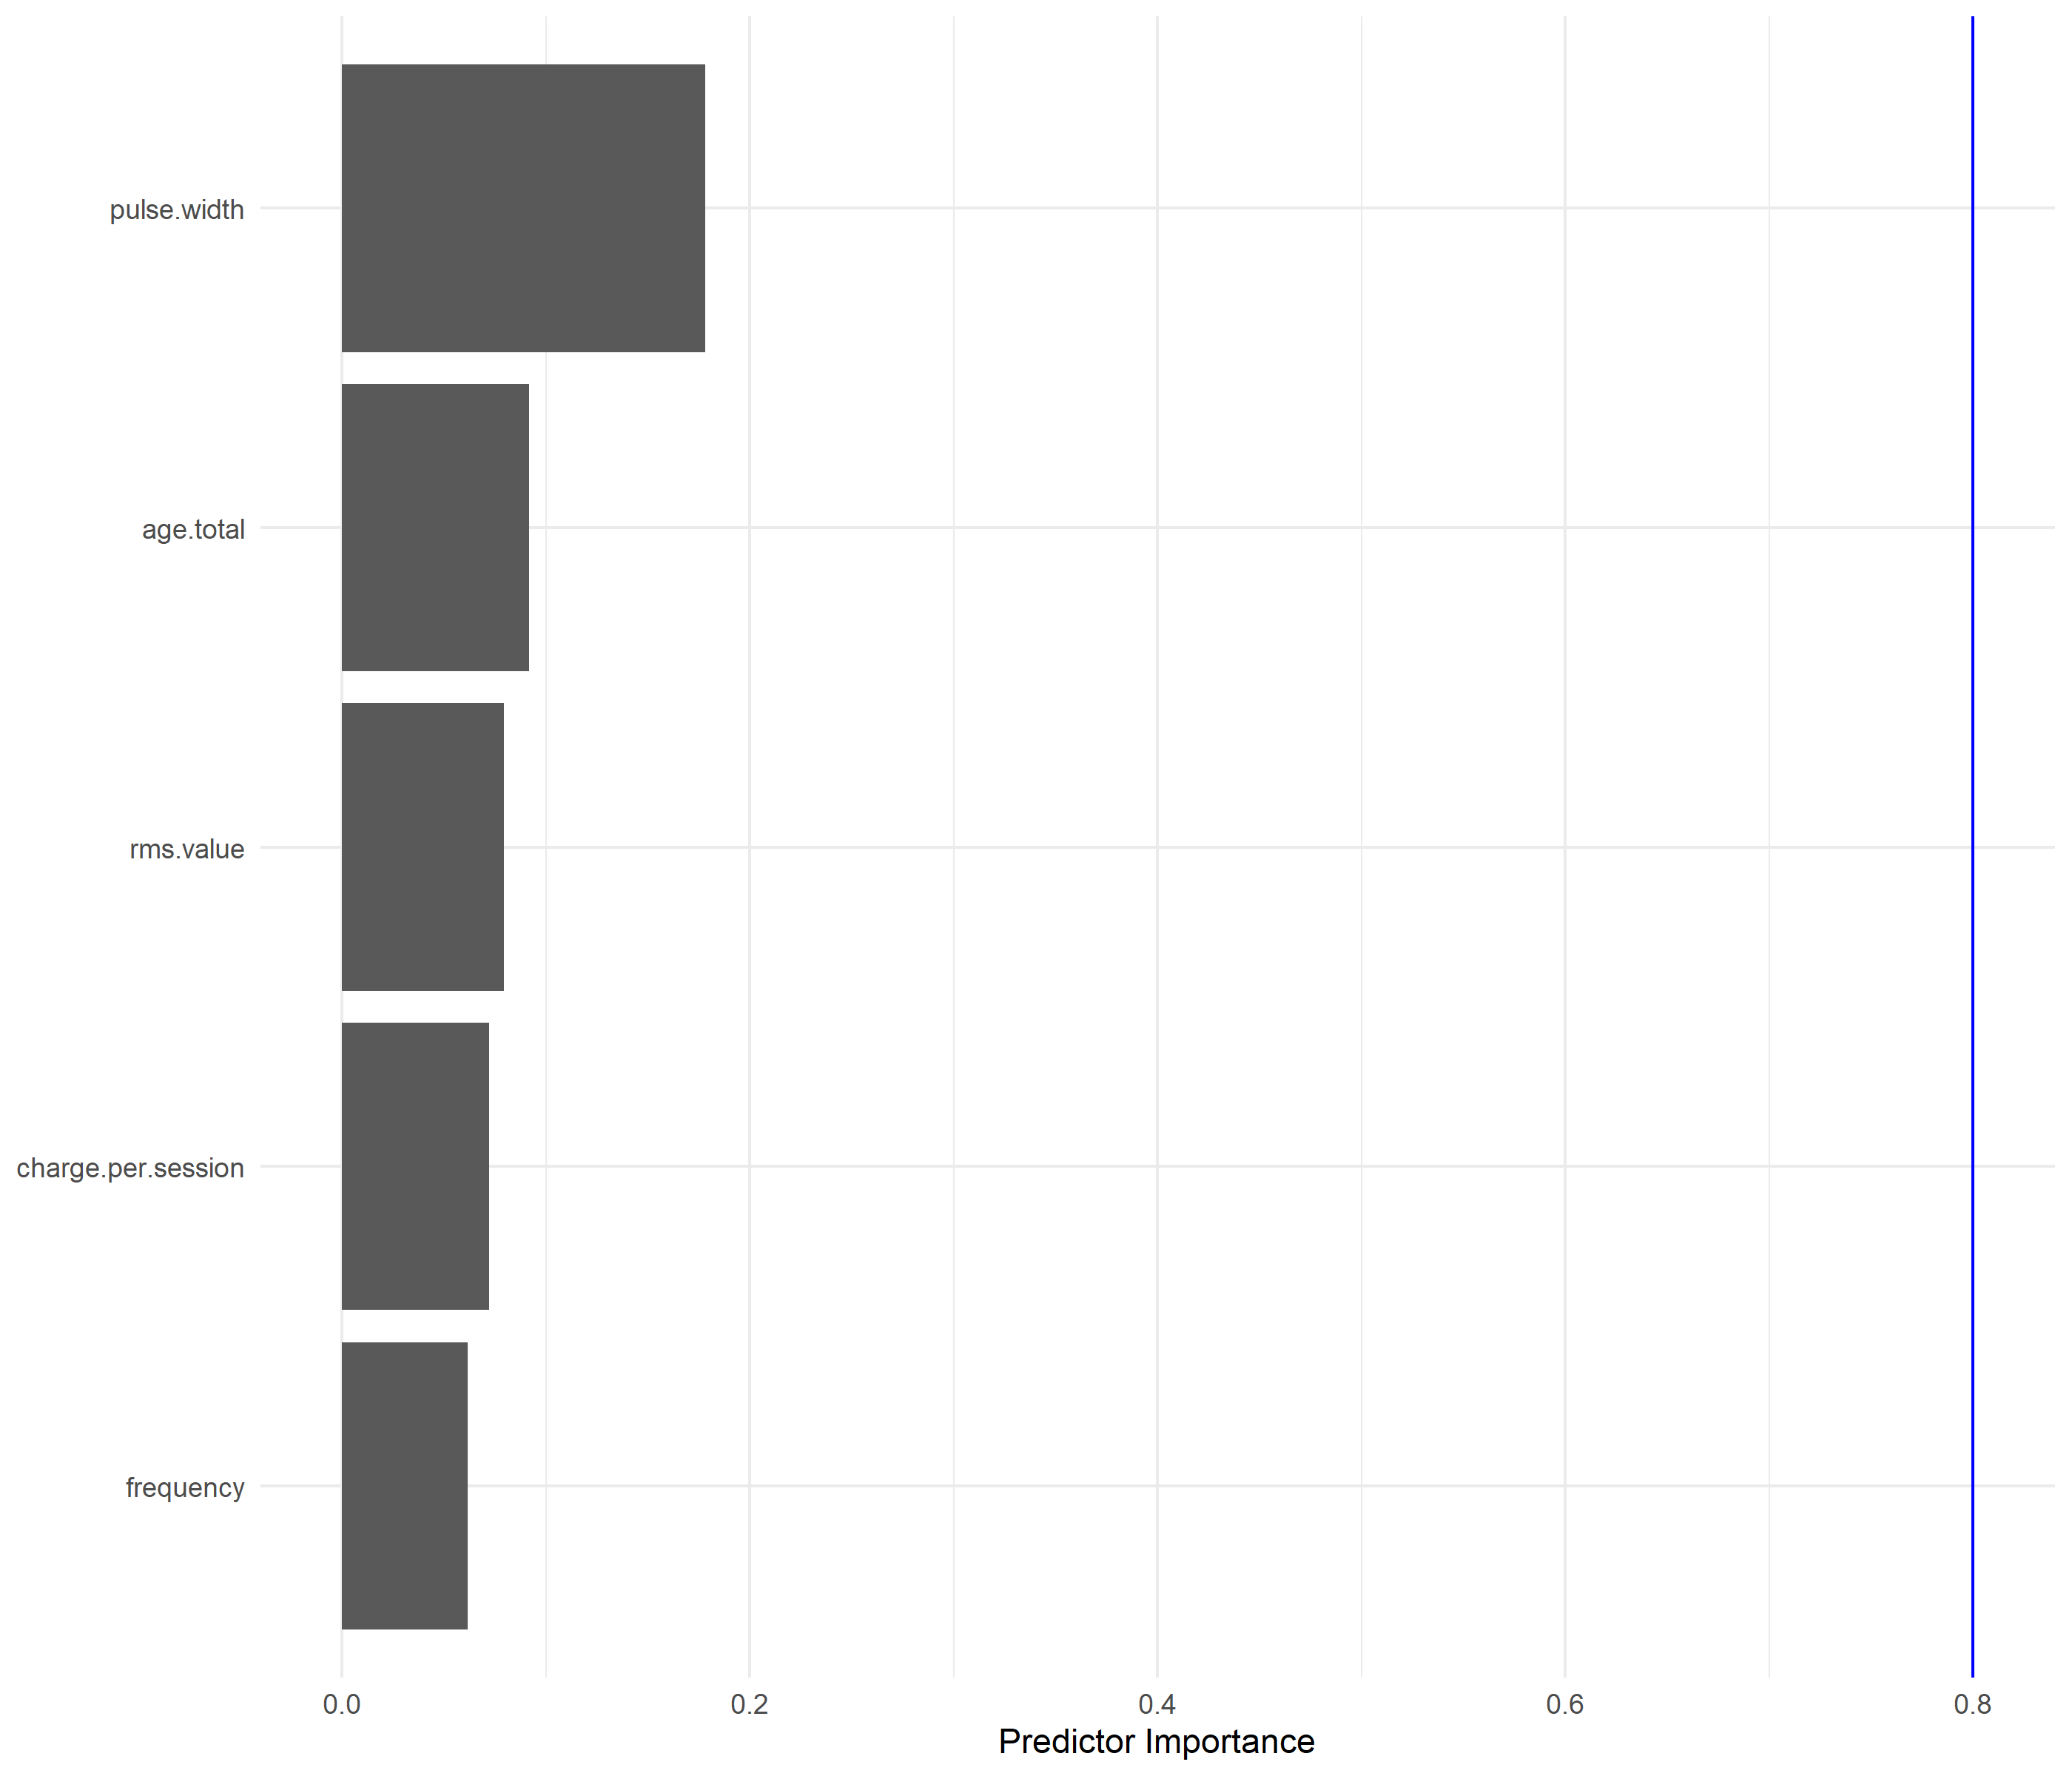 pulse.width
age.total
rms.value
charge.per.session
frequency
0.0 0.2 0.4 0.6 0.8
Predictor Importance